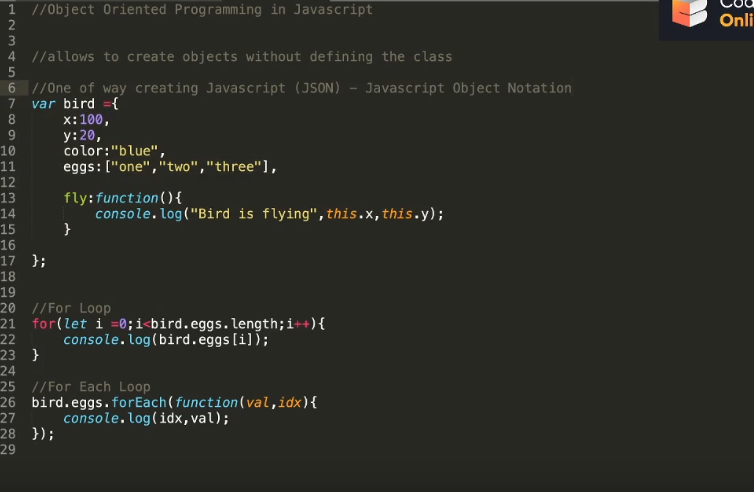 1 //Object Oriented Programming in Javascript
2
3
4 //allows to create objects without defining the class
5
6 //One of way creating Javascript (JSON) - Javascript Object Notation
7 var bird ={
8 x:100,
9 y:20,
10 color:"blue",
11 eggs:["one","two","three"],
12
13 fly:function(){
14 console.log("Bird is flying",this.x,this.y);
15 }
16
17 };
18
19
20 //For Loop
21 for(let i =0;i<bird.eggs.length;i++){
22 console.log(bird.eggs[i]);
23 }
24
25 //For Each Loop
26 bird.eggs.forEach(function(val,idx){
27 console.log(idx,val);
28 });
29